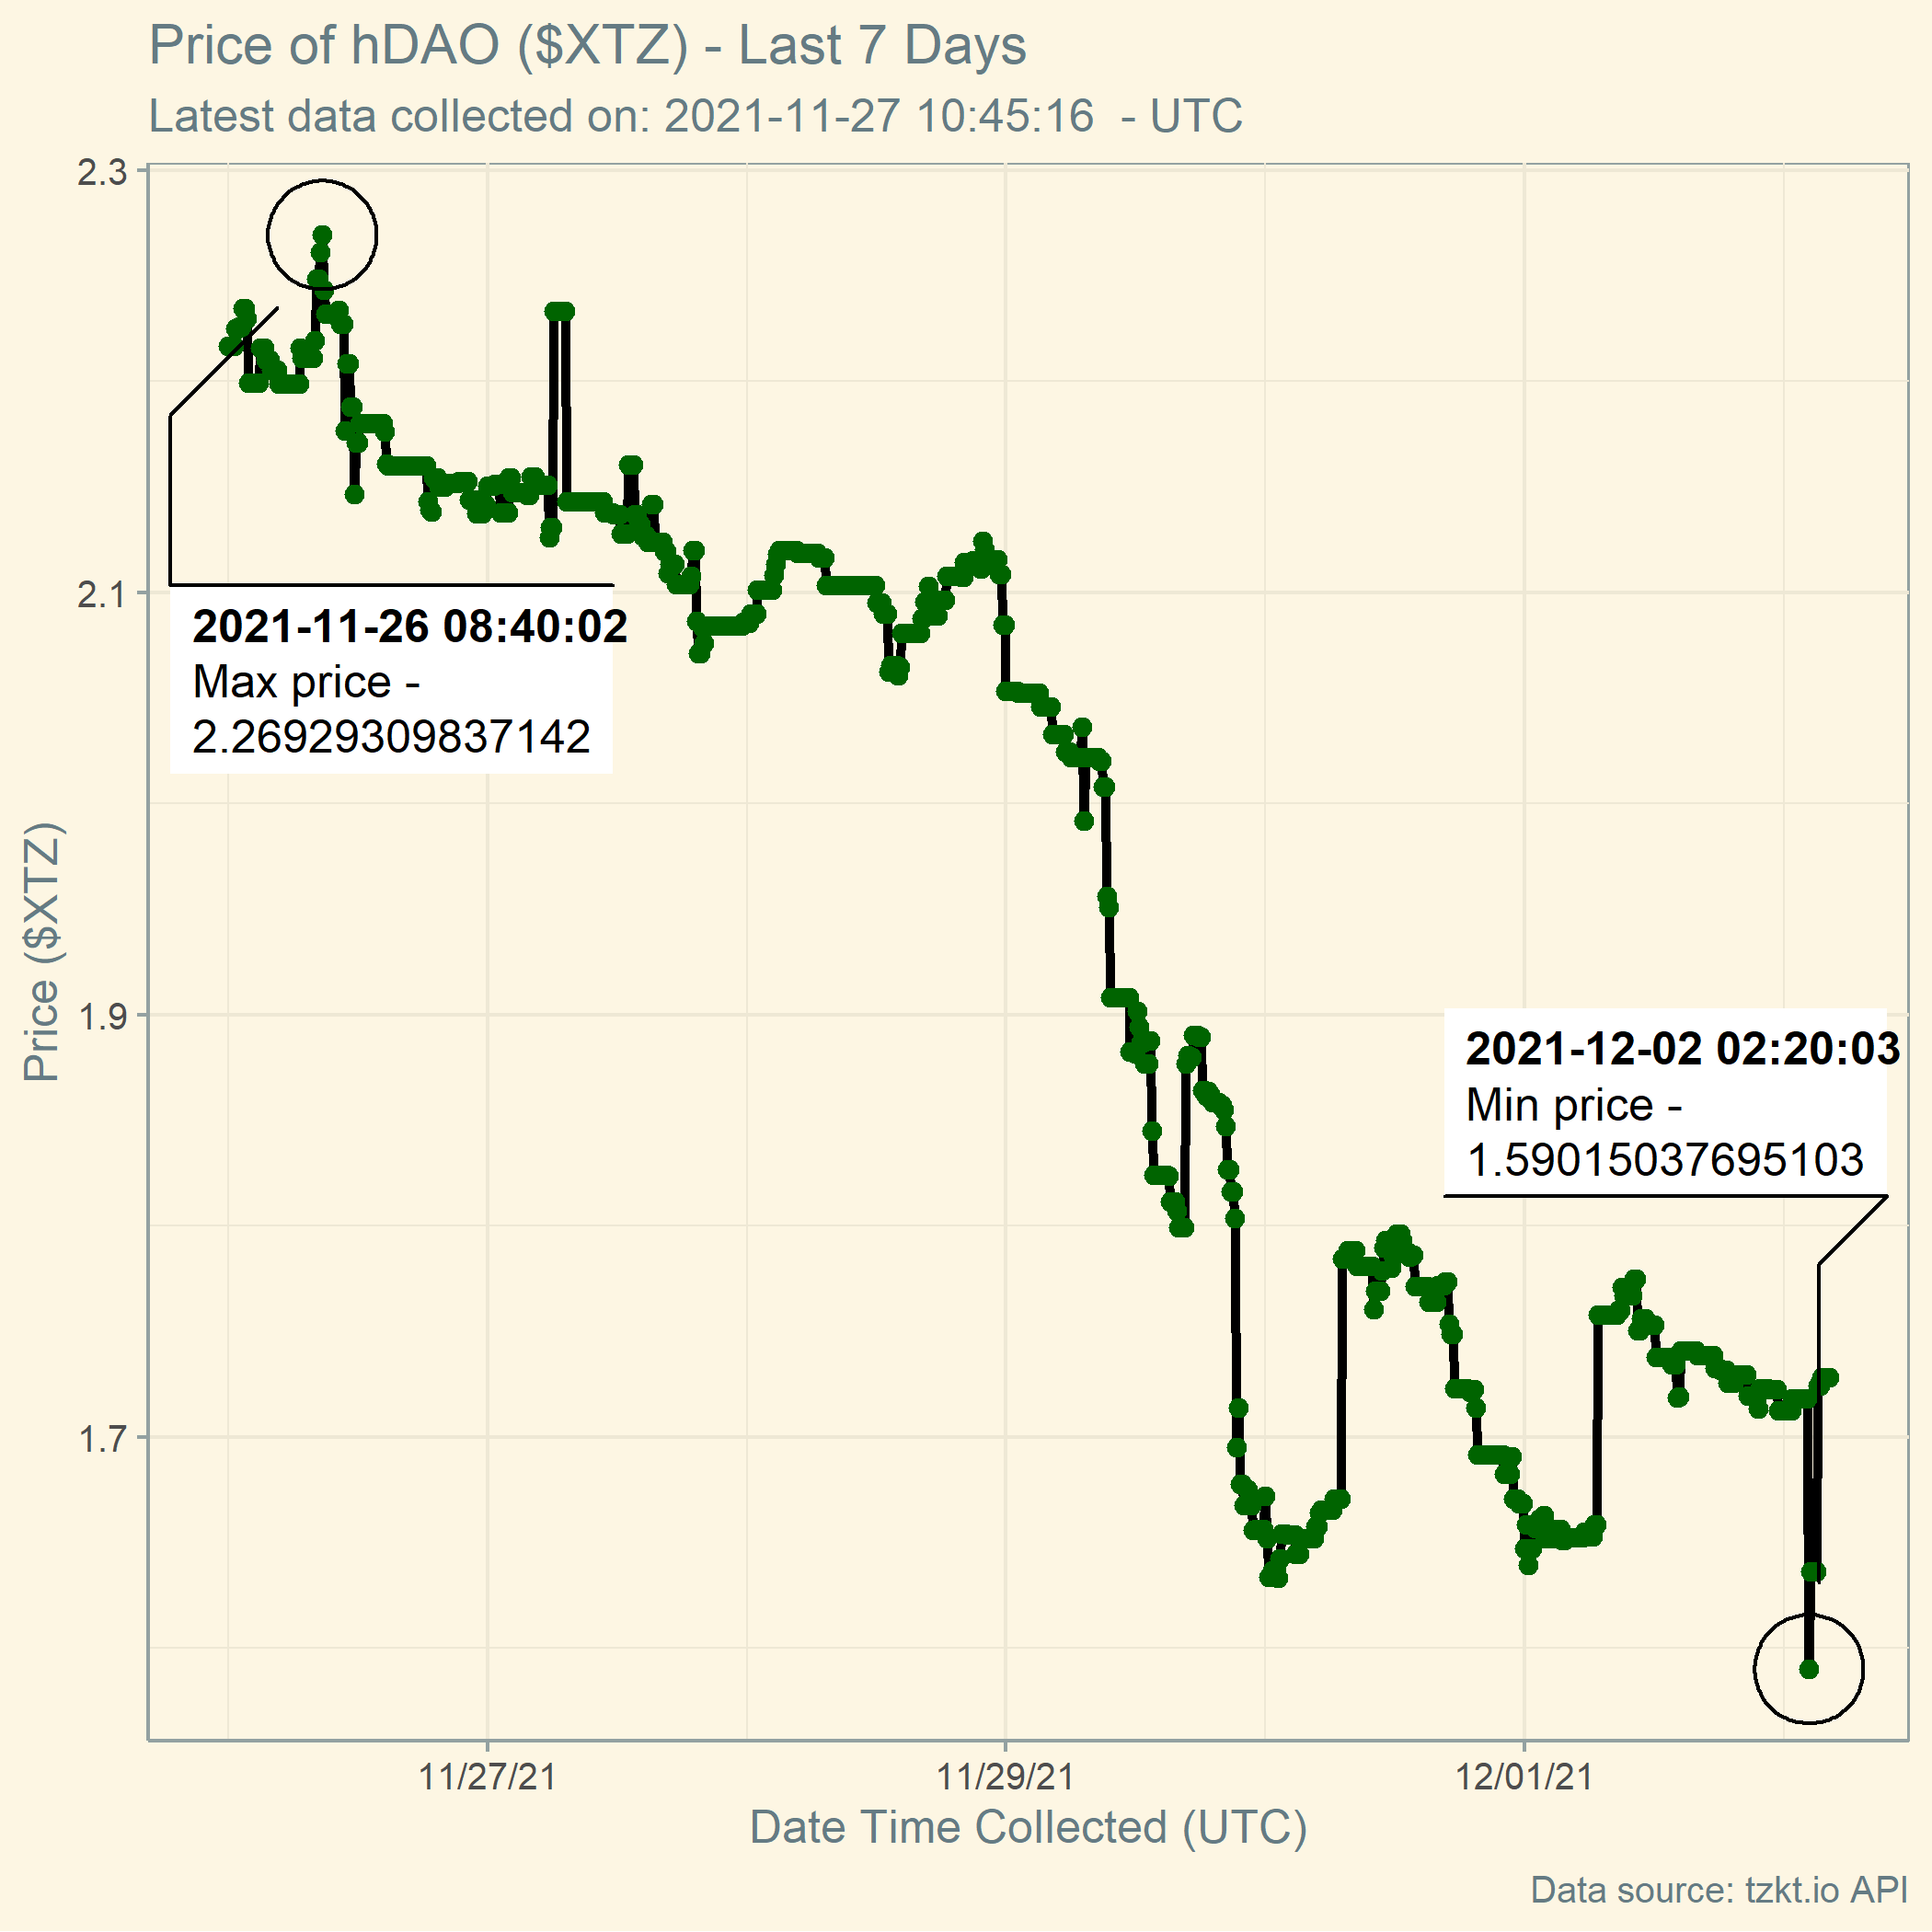 Price of hDAO ($XTZ) - Last 7 Days
Latest data collected on: 2021-11-27 10:45:16  - UTC
2.3
2.1
1.9
1.7
Price ($XTZ)
2021-11-26 08:40:02
Max price -
2.26929309837142
2021-12-02 02:20:03
Min price -
1.59015037695103
11/27/21
11/29/21
12/01/21
Date Time Collected (UTC)
Data source: tzkt.io API